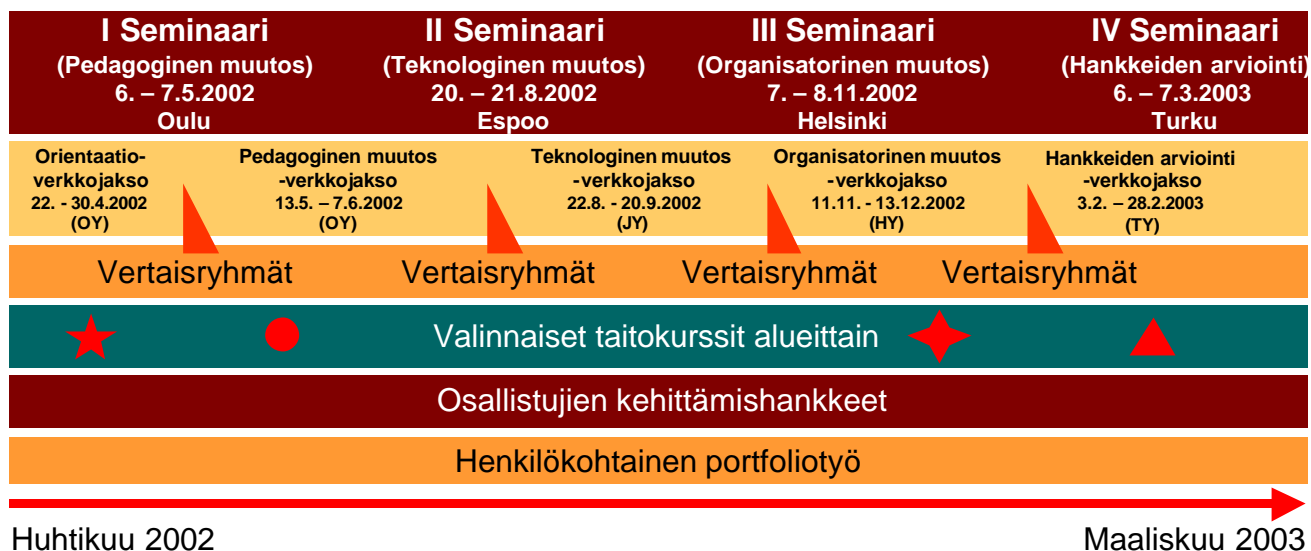 I Seminaari
(Pedagoginen muutos)
6. – 7.5.2002
Oulu
II Seminaari
(Teknologinen muutos)
20. – 21.8.2002
Espoo
III Seminaari
(Organisatorinen muutos)
7. – 8.11.2002
Helsinki
IV Seminaari
(Hankkeiden arviointi)
6. – 7.3.2003
Turku
Orientaatio-
verkkojakso
22. - 30.4.2002
(OY)
Pedagoginen muutos
-verkkojakso
13.5. – 7.6.2002
(OY)
Teknologinen muutos
-verkkojakso
22.8. - 20.9.2002
(JY)
Organisatorinen muutos
-verkkojakso
11.11. - 13.12.2002
(HY)
Hankkeiden arviointi
-verkkojakso
3.2. – 28.2.2003
(TY)
Vertaisryhmät
Vertaisryhmät
Vertaisryhmät
Vertaisryhmät
Valinnaiset taitokurssit alueittain
Osallistujien kehittämishankkeet
Henkilökohtainen portfoliotyö
Huhtikuu 2002
Maaliskuu 2003